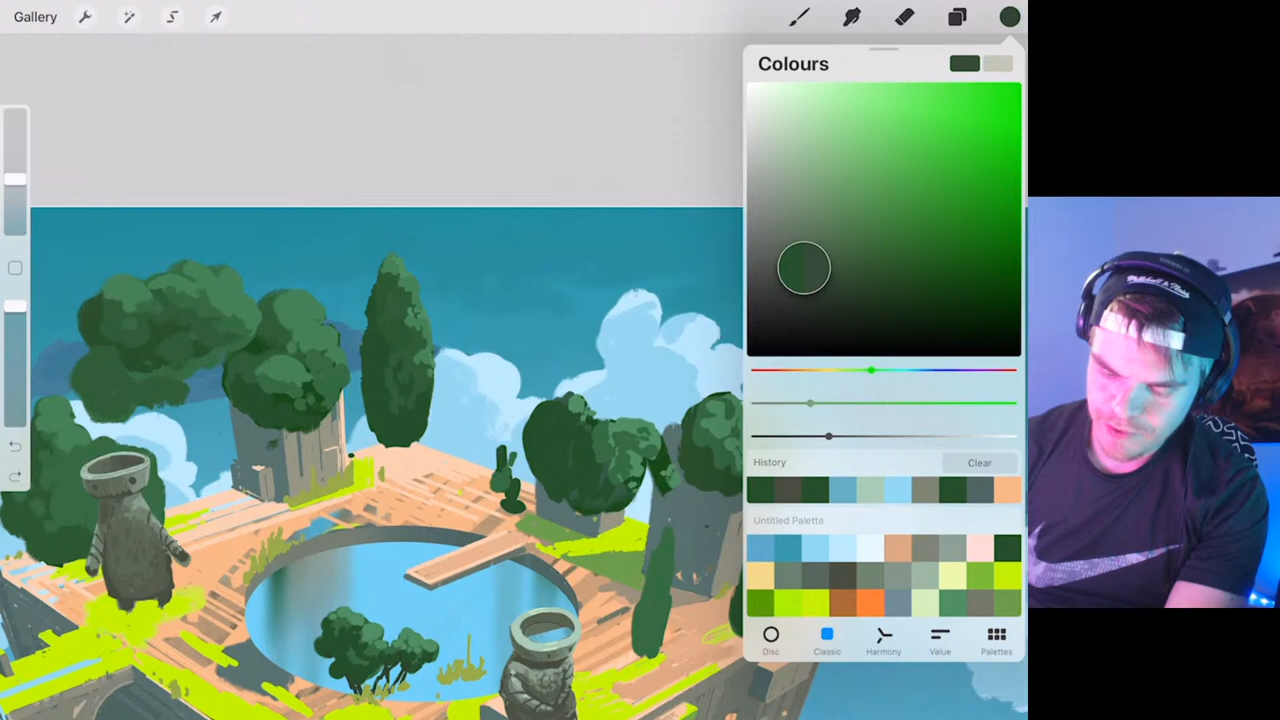 Gallery
Colours
History
Clear
Untitled Palette
Disc
Classic
Harmony
Value
Palettes